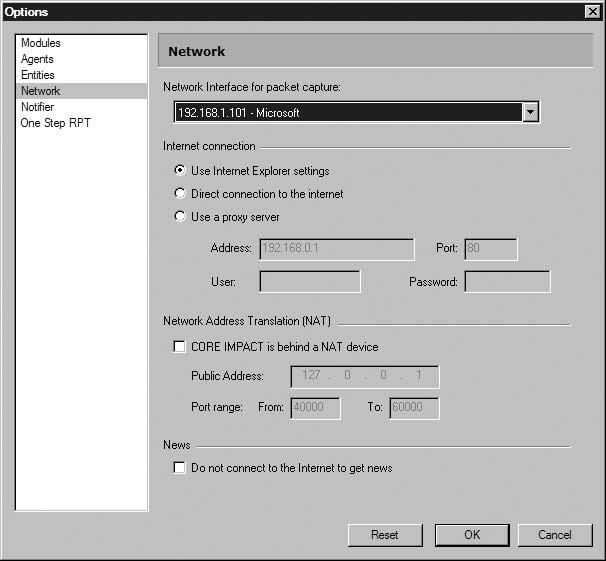 Options
Modules
Agents
Entities
Network
Notifier
One Step RPT
Network
Network Interface for packet capture:
192.168.1.101 - Microsoft
Internet connection
Use Internet Explorer settings
Direct connection to the internet
Use a proxy server
Address: 192.168.0.1 Port: 80
User: Password:
Network Address Translation (NAT)
CORE IMPACT is behind a NAT device
Public Address: 127 . 0 . 0 . 1
Port range: From: 40000 To: 60000
News
Do not connect to the Internet to get news
Reset OK Cancel